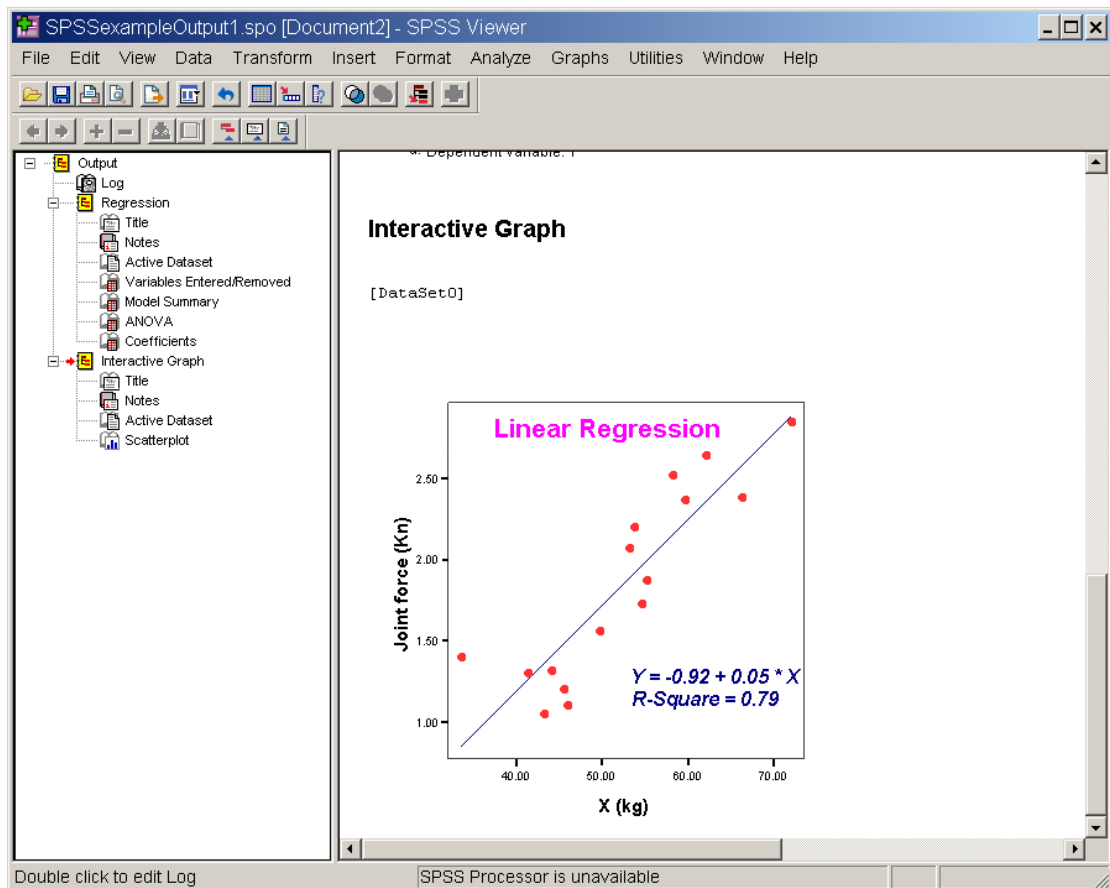 SPSSexampleOutput1.spo [Document2] - SPSS Viewer
File Edit View Data Transform Insert Format Analyze Graphs Utilities Window Help
Output
Log
Regression
Title
Notes
Active Dataset
Variables Entered/Removed
Model Summary
ANOVA
Coefficients
Interactive Graph
Title
Notes
Active Dataset
Scatterplot
Dependent Variable:
Interactive Graph
[DataSet0]
Linear Regression
2.50
2.00
1.50
1.00
Joint force (Kn)
Y = -0.92 + 0.05 * X
R-Square = 0.79
40.00 50.00 60.00 70.00
X (kg)
Double click to edit Log
SPSS Processor is unavailable